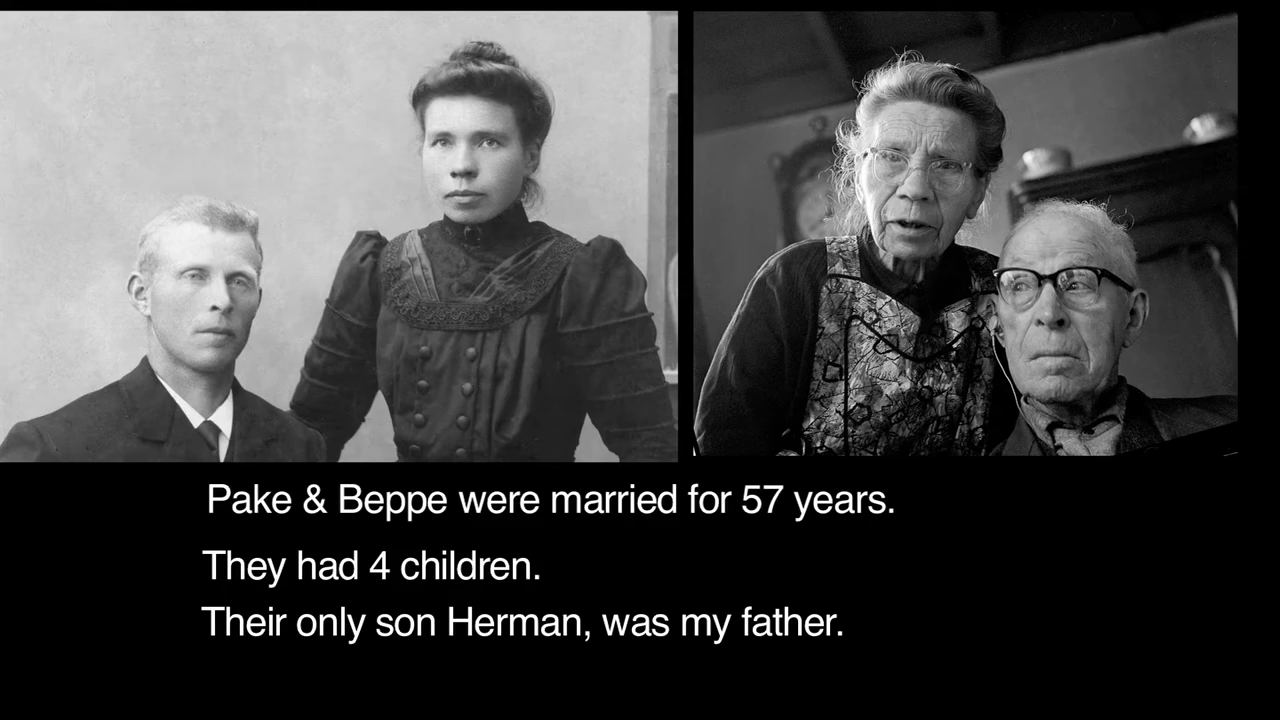 Pake & Beppe were married for 57 years.
They had 4 children.
Their only son Herman, was my father.